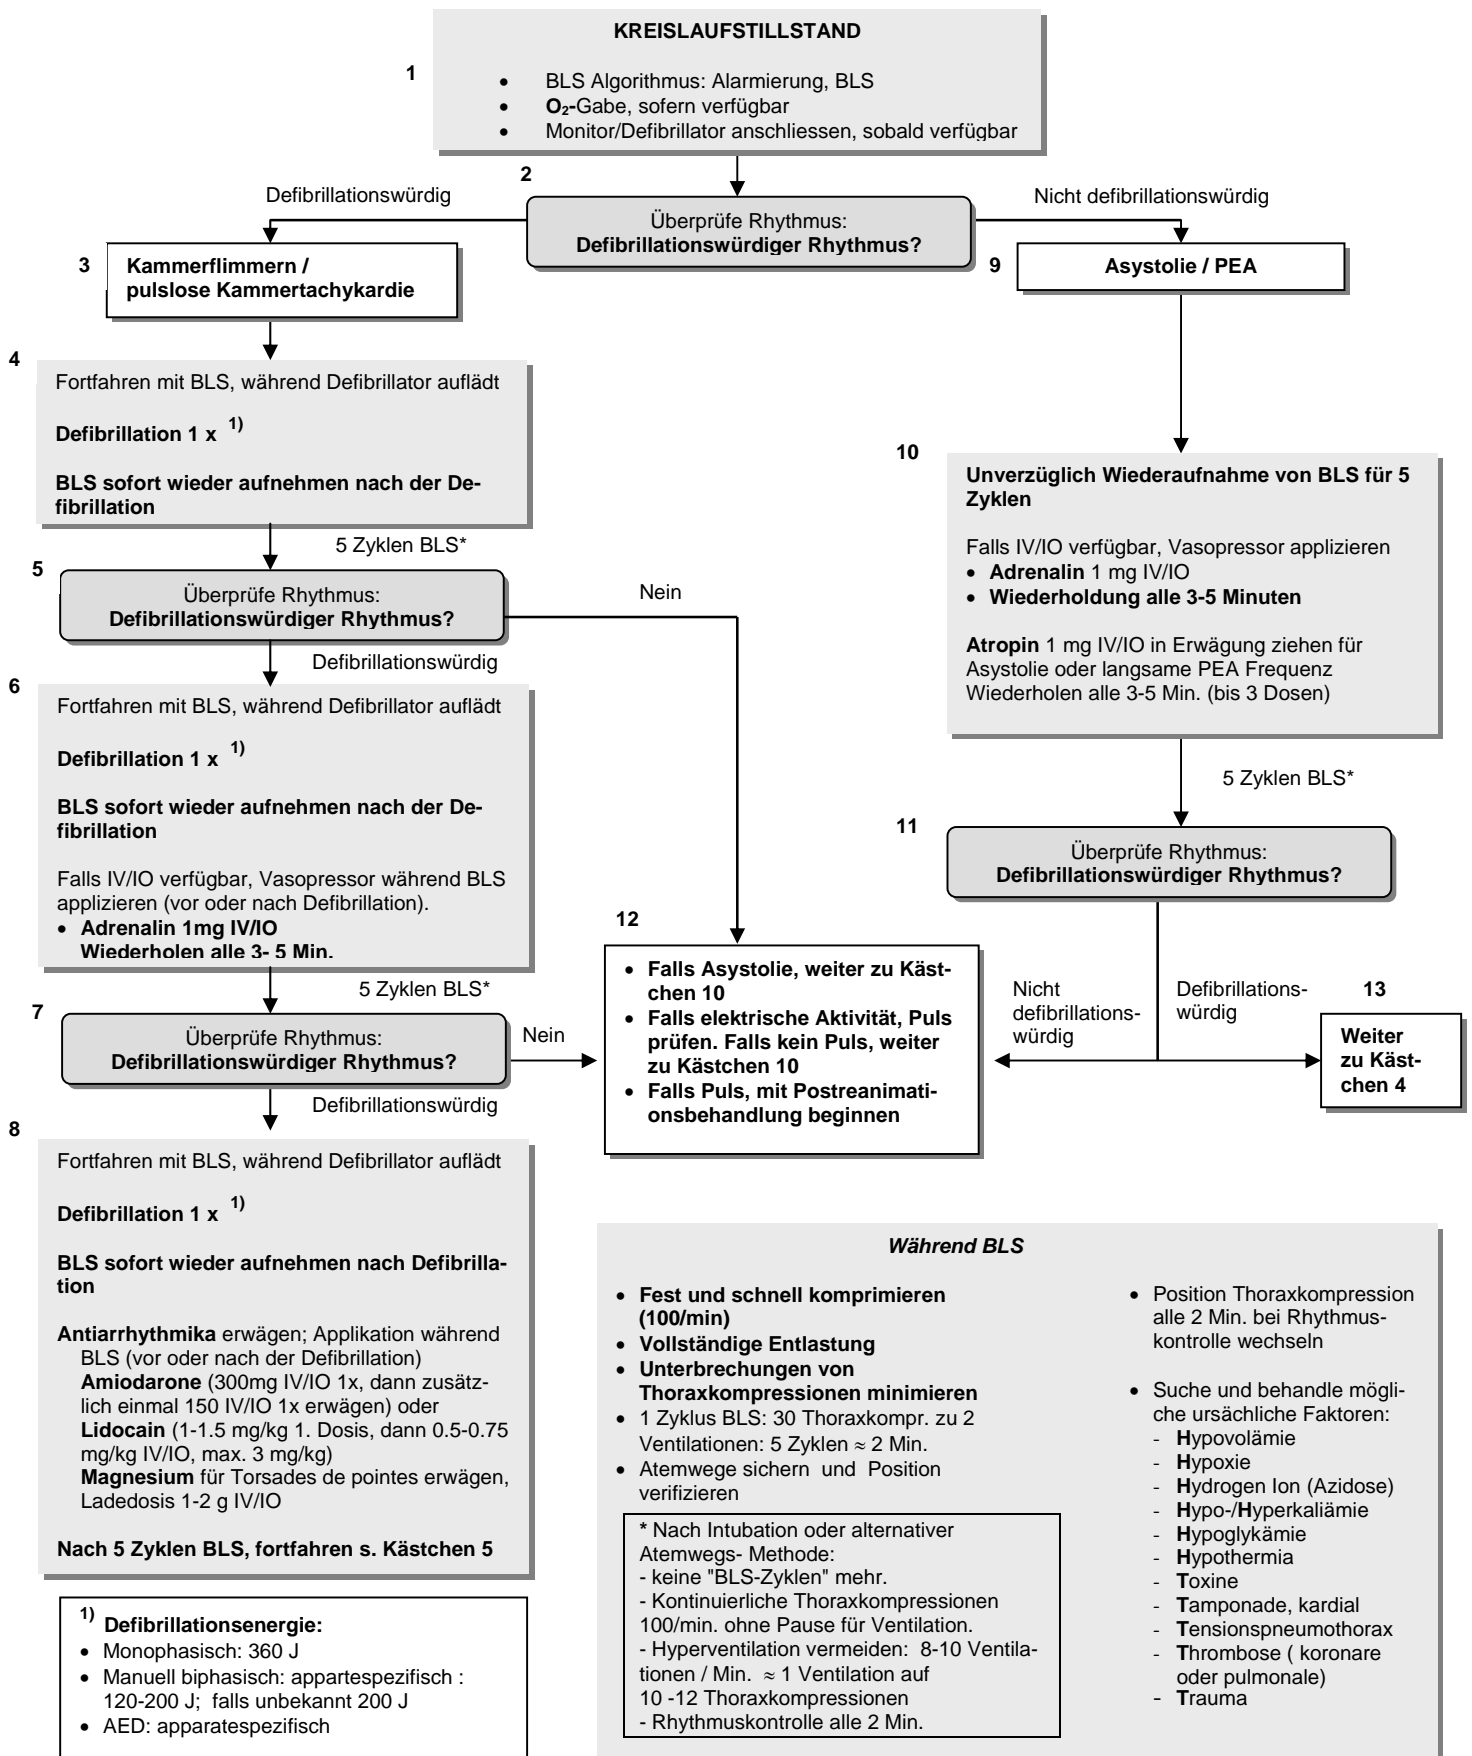 KREISLAUFSTILLSTAND
1
• BLS Algorithmus: Alarmierung, BLS
• O₂-Gabe, sofern verfügbar
• Monitor/Defibrillator anschliessen, sobald verfügbar
2
Defibrillationswürdig
Nicht defibrillationswürdig
Überprüfe Rhythmus:
Defibrillationswürdiger Rhythmus?
3
Kammerflimmern /
pulslose Kammertachykardie
9
Asystolie / PEA
4
Fortfahren mit BLS, während Defibrillator auflädt
Defibrillation 1 x 1)
BLS sofort wieder aufnehmen nach der De-
fibrillation
5 Zyklen BLS*
10
Unverzüglich Wiederaufnahme von BLS für 5
Zyklen
Falls IV/IO verfügbar, Vasopressor applizieren
• Adrenalin 1 mg IV/IO
• Wiederholdung alle 3-5 Minuten
Atropin 1 mg IV/IO in Erwägung ziehen für
Asystolie oder langsame PEA Frequenz
Wiederholen alle 3-5 Min. (bis 3 Dosen)
5 Zyklen BLS*
5
Überprüfe Rhythmus:
Defibrillationswürdiger Rhythmus?
Nein
Defibrillationswürdig
6
Fortfahren mit BLS, während Defibrillator auflädt
Defibrillation 1 x 1)
BLS sofort wieder aufnehmen nach der De-
fibrillation
Falls IV/IO verfügbar, Vasopressor während BLS
applizieren (vor oder nach Defibrillation).
• Adrenalin 1mg IV/IO
Wiederholen alle 3- 5 Min.
5 Zyklen BLS*
11
Überprüfe Rhythmus:
Defibrillationswürdiger Rhythmus?
Nicht
defibrillations-
würdig
Defibrillations-
würdig
12
• Falls Asystolie, weiter zu Käst-
chen 10
• Falls elektrische Aktivität, Puls
prüfen. Falls kein Puls, weiter
zu Kästchen 10
• Falls Puls, mit Postreanimati-
onsbehandlung beginnen
13
Weiter
zu Käst-
chen 4
7
Überprüfe Rhythmus:
Defibrillationswürdiger Rhythmus?
Nein
Defibrillationswürdig
8
Fortfahren mit BLS, während Defibrillator auflädt
Defibrillation 1 x 1)
BLS sofort wieder aufnehmen nach Defibrilla-
tion
Antiarrhythmika erwägen; Applikation während
BLS (vor oder nach der Defibrillation)
Amiodarone (300mg IV/IO 1x, dann zusätz-
lich einmal 150 IV/IO 1x erwägen) oder
Lidocain (1-1.5 mg/kg 1. Dosis, dann 0.5-0.75
mg/kg IV/IO, max. 3 mg/kg)
Magnesium für Torsades de pointes erwägen,
Ladedosis 1-2 g IV/IO
Nach 5 Zyklen BLS, fortfahren s. Kästchen 5
1) Defibrillationsenergie:
• Monophasisch: 360 J
• Manuell biphasisch: appartespezifisch :
120-200 J; falls unbekannt 200 J
• AED: apparatespezifisch
Während BLS
• Fest und schnell komprimieren
(100/min)
• Vollständige Entlastung
• Unterbrechungen von
Thoraxkompressionen minimieren
• 1 Zyklus BLS: 30 Thoraxkompr. zu 2
Ventilationen: 5 Zyklen ≈ 2 Min.
• Atemwege sichern und Position
verifizieren
* Nach Intubation oder alternativer
Atemwegs- Methode:
- keine "BLS-Zyklen" mehr.
- Kontinuierliche Thoraxkompressionen
100/min. ohne Pause für Ventilation.
- Hyperventilation vermeiden: 8-10 Ventila-
tionen / Min. ≈ 1 Ventilation auf
10 -12 Thoraxkompressionen
- Rhythmuskontrolle alle 2 Min.
• Position Thoraxkompression
alle 2 Min. bei Rhythmus-
kontrolle wechseln
• Suche und behandle mögli-
che ursächliche Faktoren:
- Hypovolämie
- Hypoxie
- Hydrogen Ion (Azidose)
- Hypo-/Hyperkaliämie
- Hypoglykämie
- Hypothermia
- Toxine
- Tamponade, kardial
- Tensionspneumothorax
- Thrombose ( koronare
oder pulmonale)
- Trauma